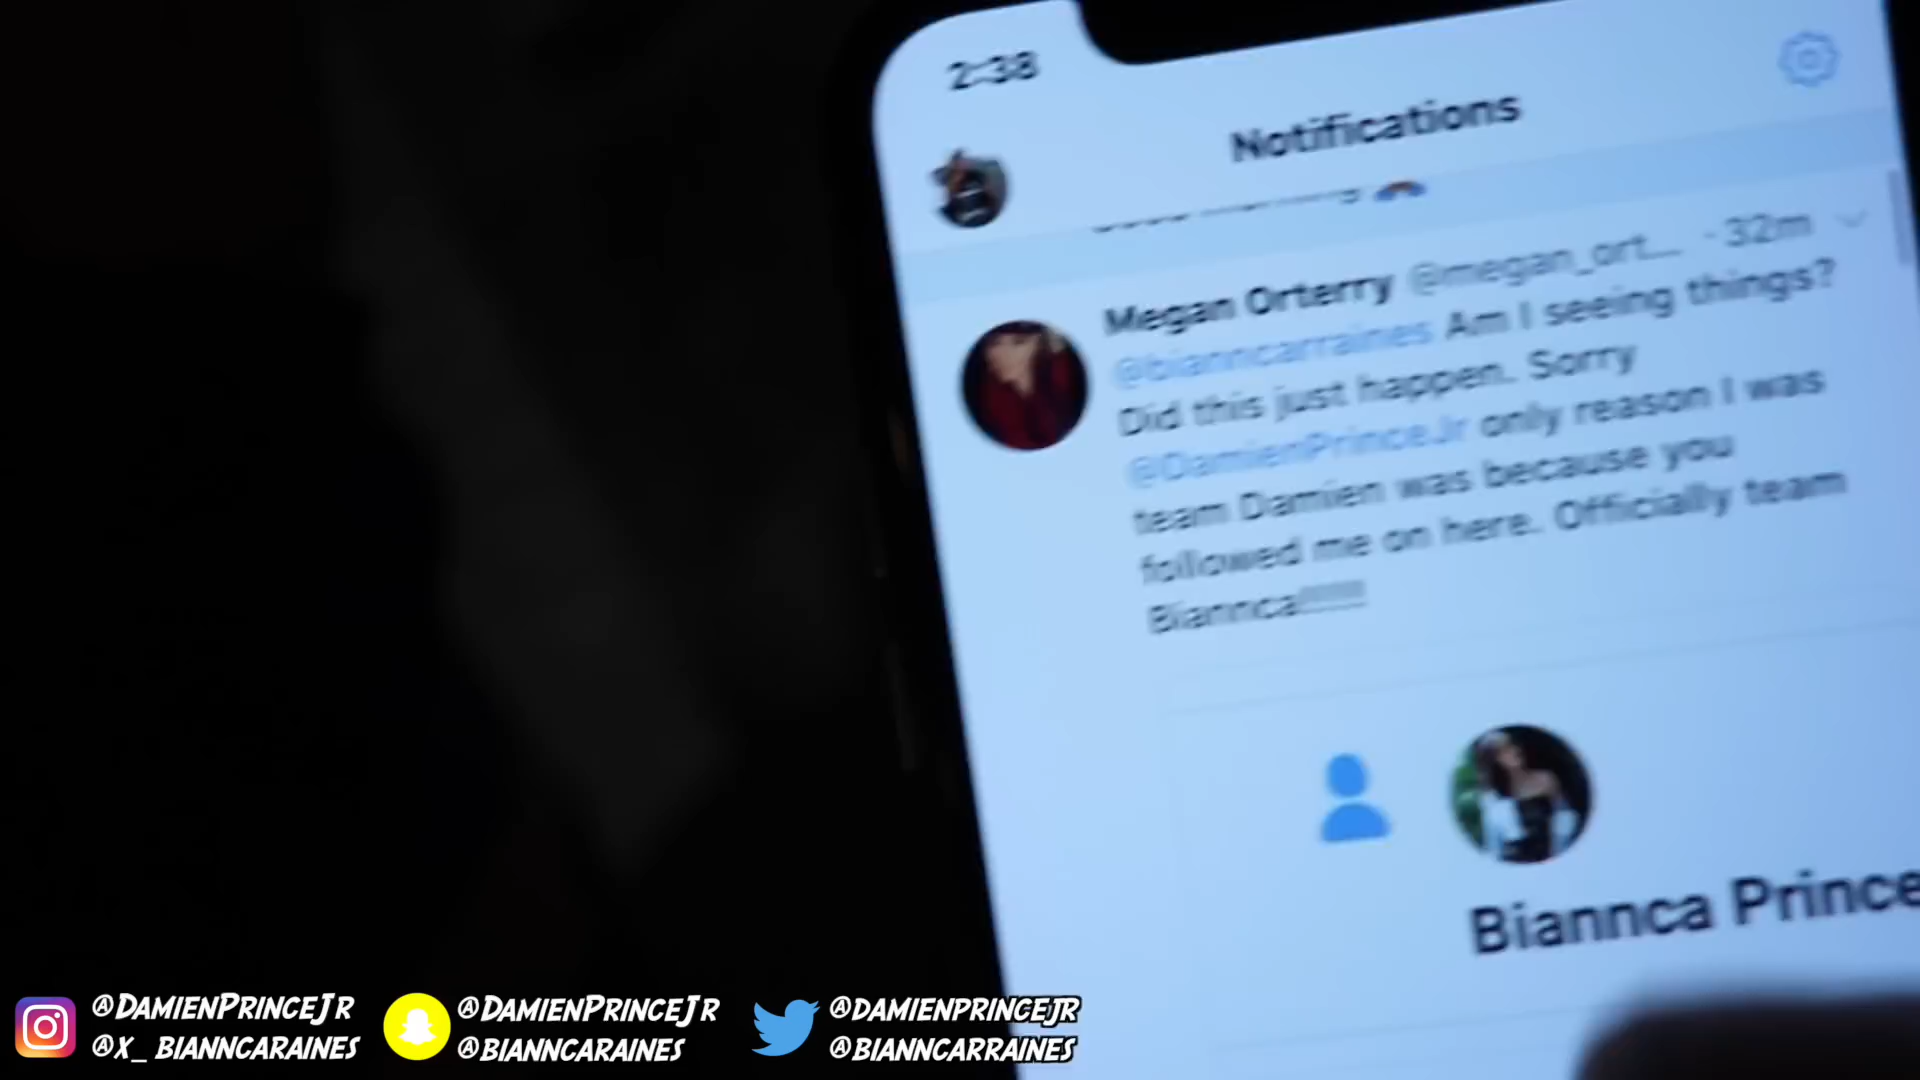 2:38
Notifications
Megan Orterry @megan_ort... · 32m
@bianncarraines Am I seeing things?
Did this just happen. Sorry
@DamienPrinceJr only reason I was
team Damien was because you
followed me on here. Officially team
Biannca!!!!!!
Biannca Prince
@DAMIENPRINCEJR
@X_BIANNCARAINES
@DAMIENPRINCEJR
@BIANNCARAINES
@DAMIENPRINCEJR
@BIANNCARRAINES